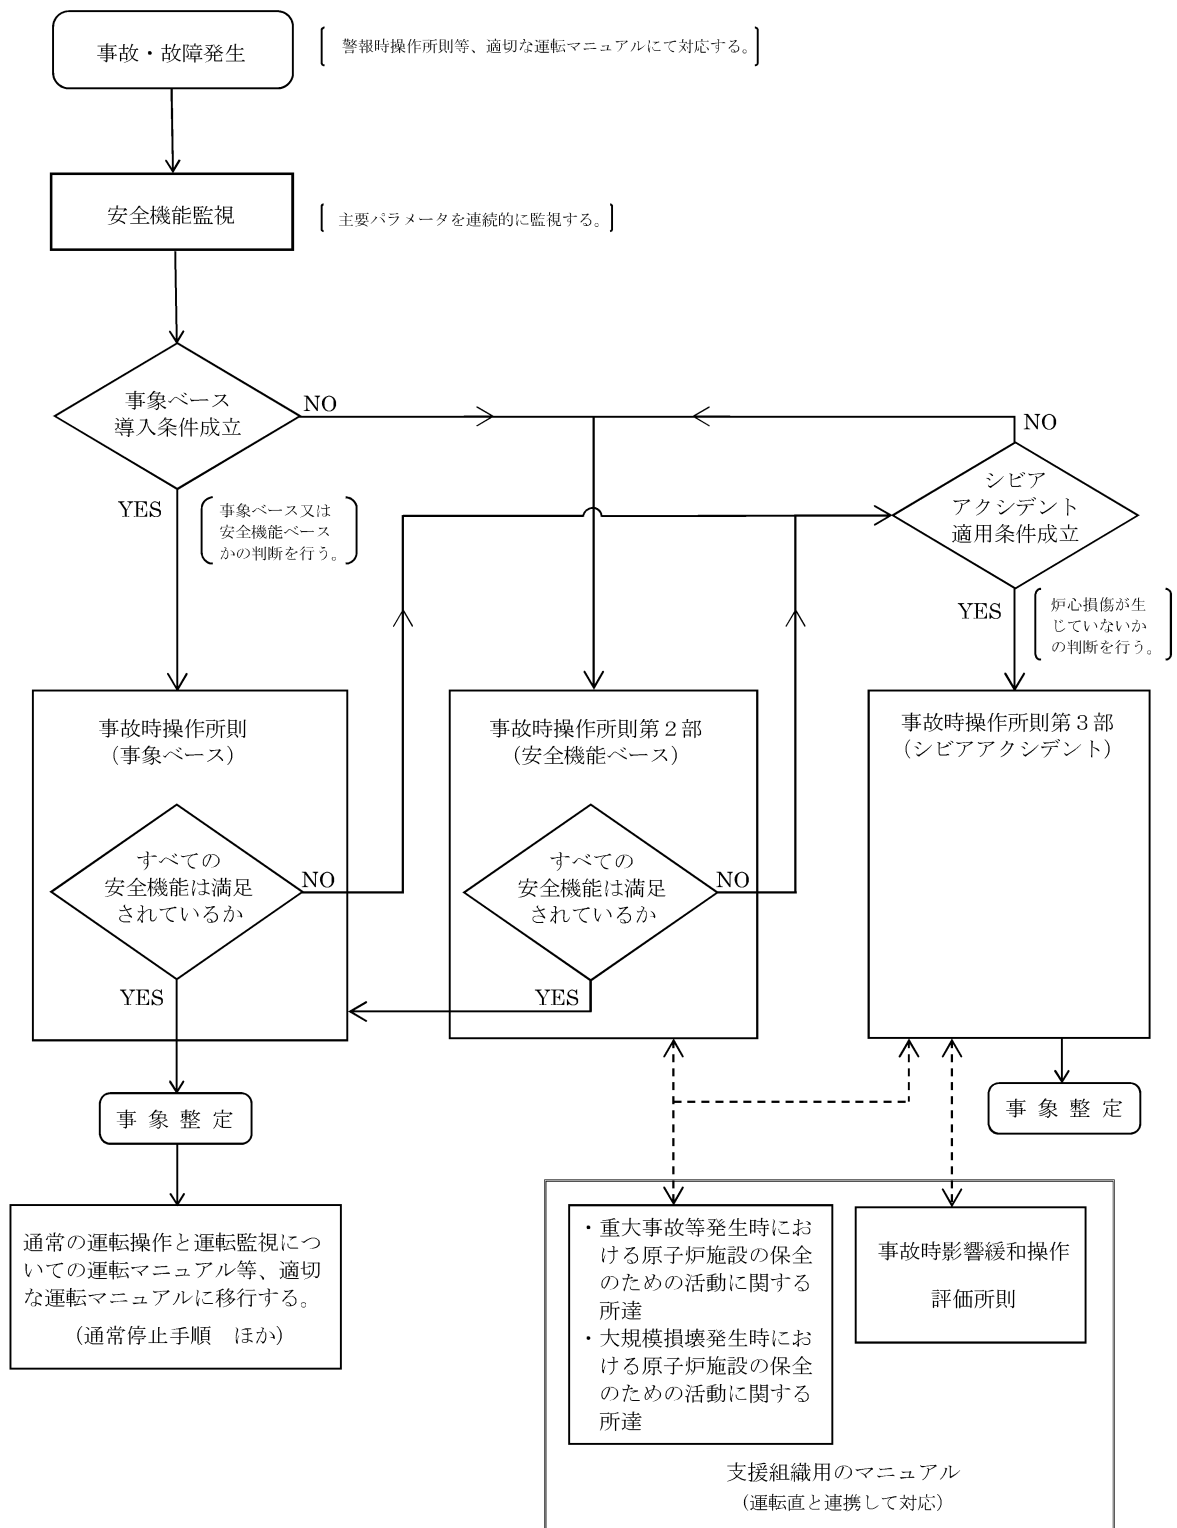 事故・故障発生
警報時操作所則等、適切な運転マニュアルにて対応する。
安全機能監視
主要パラメータを連続的に監視する。
事象ベース
導入条件成立
NO
YES
事象ベース又は
安全機能ベース
かの判断を行う。
NO
シビア
アクシデント
適用条件成立
YES
炉心損傷が生
じていないか
の判断を行う。
事故時操作所則
（事象ベース）
すべての
安全機能は満足
されているか
NO
YES
事故時操作所則第２部
（安全機能ベース）
すべての
安全機能は満足
されているか
NO
YES
事故時操作所則第３部
（シビアアクシデント）
事 象 整 定
事 象 整 定
通常の運転操作と運転監視につ
いての運転マニュアル等、適切
な運転マニュアルに移行する。
（通常停止手順　ほか）
・重大事故等発生時にお
ける原子炉施設の保全
のための活動に関する
所達
・大規模損壊発生時にお
ける原子炉施設の保全
のための活動に関する
所達
事故時影響緩和操作
評価所則
支援組織用のマニュアル
（運転直と連携して対応）